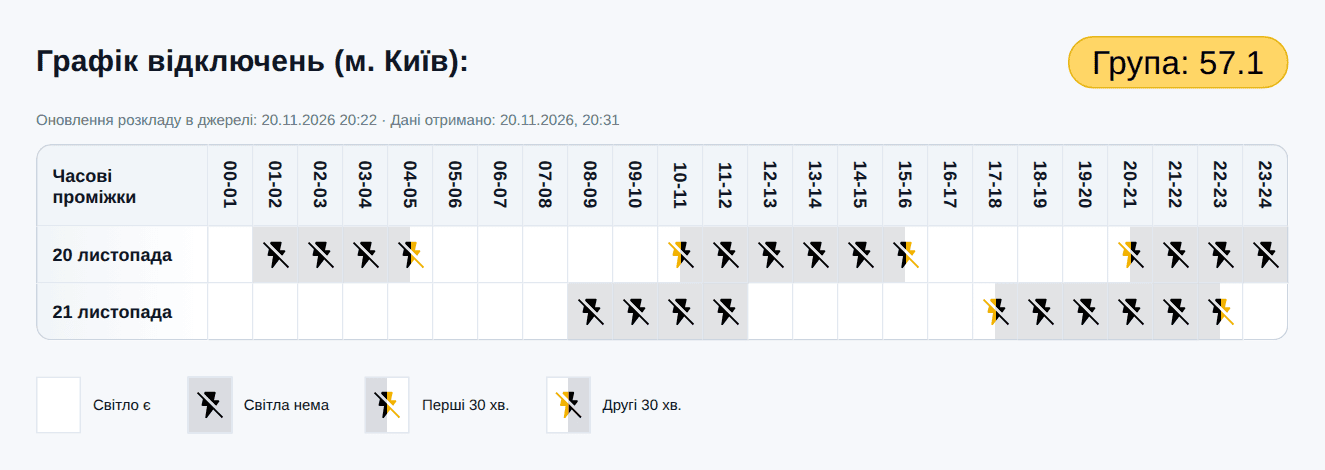 Графік відключень (м. Київ):
Група: 57.1
Оновлення розкладу в джерелі: 20.11.2026 20:22 · Дані отримано: 20.11.2026, 20:31
Часові
проміжки
00-01
01-02
02-03
03-04
04-05
05-06
06-07
07-08
08-09
09-10
10-11
11-12
12-13
13-14
14-15
15-16
16-17
17-18
18-19
19-20
20-21
21-22
22-23
23-24
20 листопада
21 листопада
Світло є
Світла нема
Перші 30 хв.
Другі 30 хв.